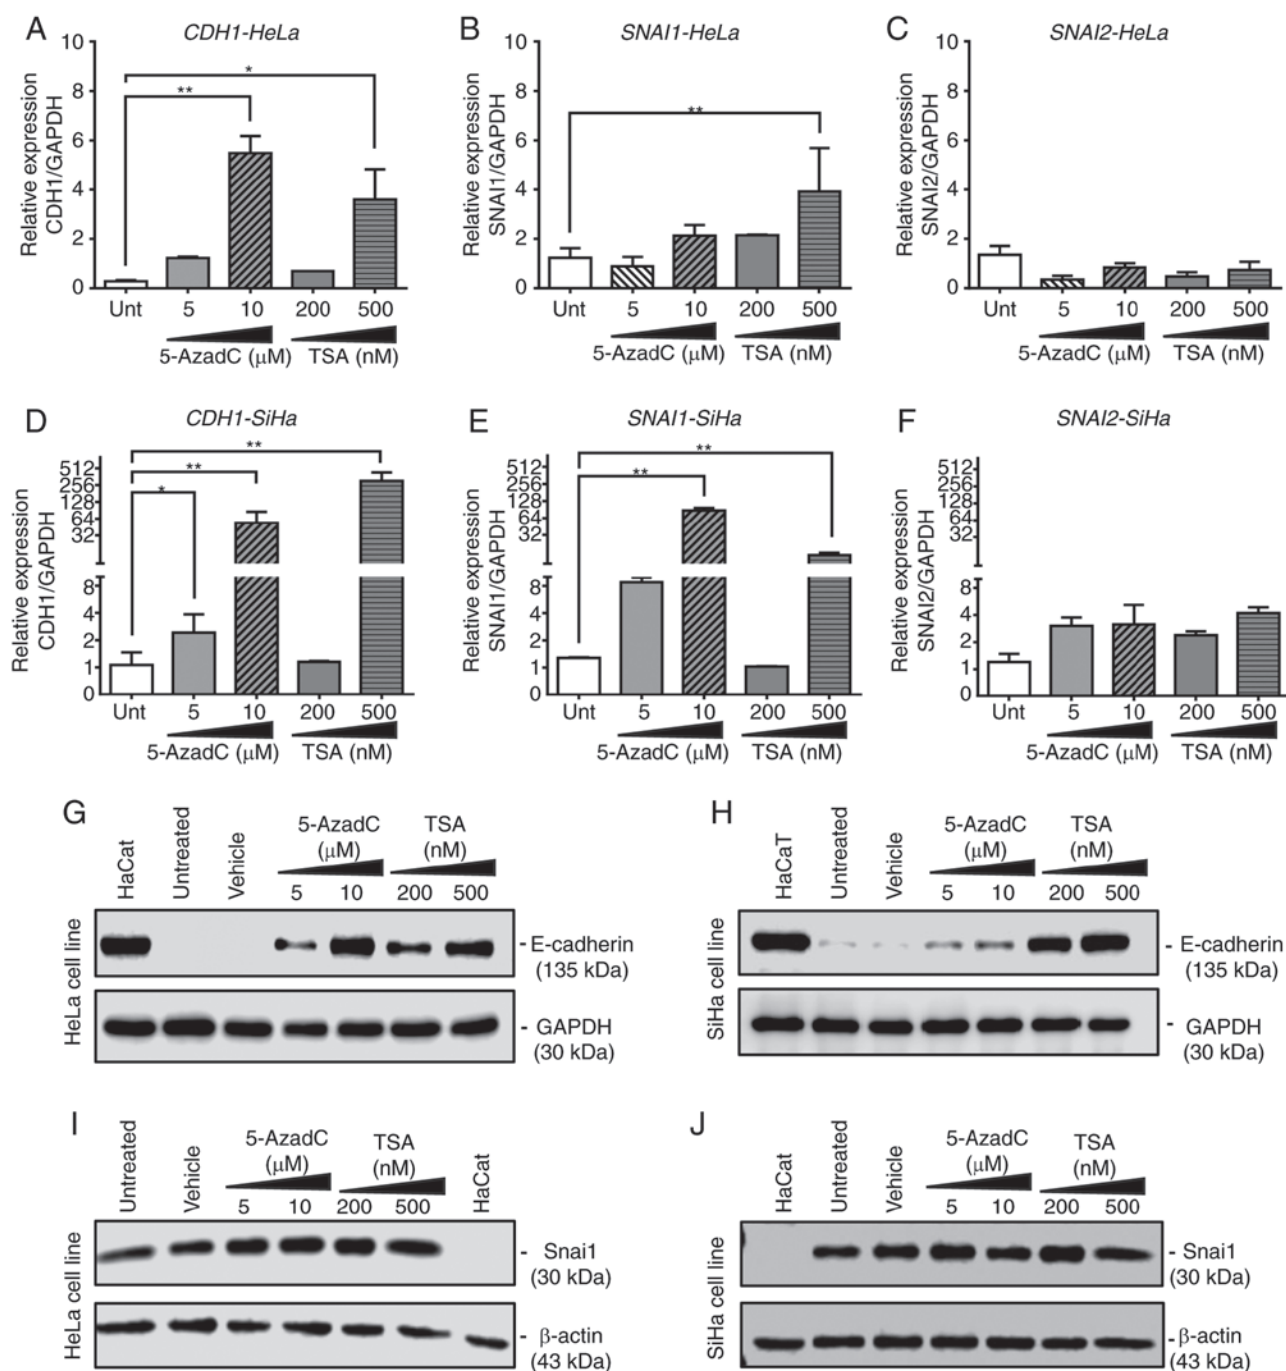 A
CDH1-HeLa
Relative expression
CDH1/GAPDH
10
8
6
4
2
0
*
**
Unt
5
10
200
500
5-AzadC (μM)
TSA (nM)
B
SNAI1-HeLa
Relative expression
SNAI1/GAPDH
10
8
6
4
2
0
**
Unt
5
10
200
500
5-AzadC (μM)
TSA (nM)
C
SNAI2-HeLa
Relative expression
SNAI2/GAPDH
10
8
6
4
2
0
Unt
5
10
200
500
5-AzadC (μM)
TSA (nM)
D
CDH1-SiHa
Relative expression
CDH1/GAPDH
512
256
128
64
32
8
4
2
1
0
**
**
*
Unt
5
10
200
500
5-AzadC (μM)
TSA (nM)
E
SNAI1-SiHa
Relative expression
SNAI1/GAPDH
512
256
128
64
32
8
4
2
1
0
**
**
Unt
5
10
200
500
5-AzadC (μM)
TSA (nM)
F
SNAI2-SiHa
Relative expression
SNAI2/GAPDH
512
256
128
64
32
8
4
2
1
0
Unt
5
10
200
500
5-AzadC (μM)
TSA (nM)
G
HaCat
Untreated
Vehicle
5-AzadC
(μM)
5
10
TSA
(nM)
200
500
HeLa cell line
- E-cadherin
(135 kDa)
- GAPDH
(30 kDa)
H
HaCaT
Untreated
Vehicle
5-AzadC
(μM)
5
10
TSA
(nM)
200
500
SiHa cell line
- E-cadherin
(135 kDa)
- GAPDH
(30 kDa)
I
Untreated
Vehicle
5-AzadC
(μM)
5
10
TSA
(nM)
200
500
HaCat
HeLa cell line
- Snai1
(30 kDa)
- β-actin
(43 kDa)
J
HaCat
Untreated
Vehicle
5-AzadC
(μM)
5
10
TSA
(nM)
200
500
SiHa cell line
- Snai1
(30 kDa)
- β-actin
(43 kDa)